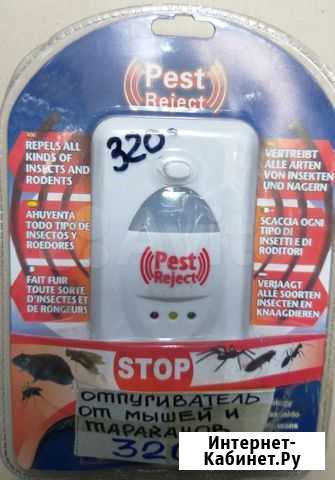 Pest
Reject
REPELS ALL
KINDS OF
INSECTS AND
RODENTS
AHUYENTA
TODO TIPO DE
INSECTOS Y
ROEDORES
FAIT FUIR
TOUTE SORTE
D'INSECTES ET
DE RONGEURS
320
VERTREIBT
ALLE ARTEN
VON INSEKTEN
UND NAGERN
SCACCIA OGNI
TIPO DI
INSETTI E DI
RODITORI
VERJAAGT
ALLE SOORTEN
INSECTEN EN
KNAAGDIEREN
Pest
Reject
STOP
ОТПУГИВАТЕЛЬ
ОТ МЫШЕЙ И
ТАРАКАНОВ
320
Интернет-
Кабинет.Ру